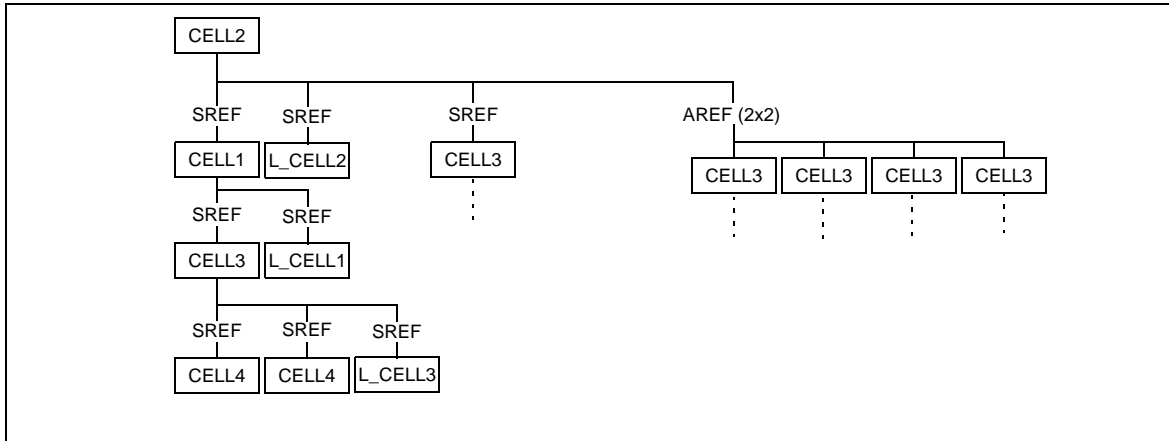 CELL2
SREF SREF SREF AREF (2x2)
CELL1 L_CELL2 CELL3 CELL3 CELL3 CELL3 CELL3
SREF SREF
CELL3 L_CELL1
SREF SREF SREF
CELL4 CELL4 L_CELL3